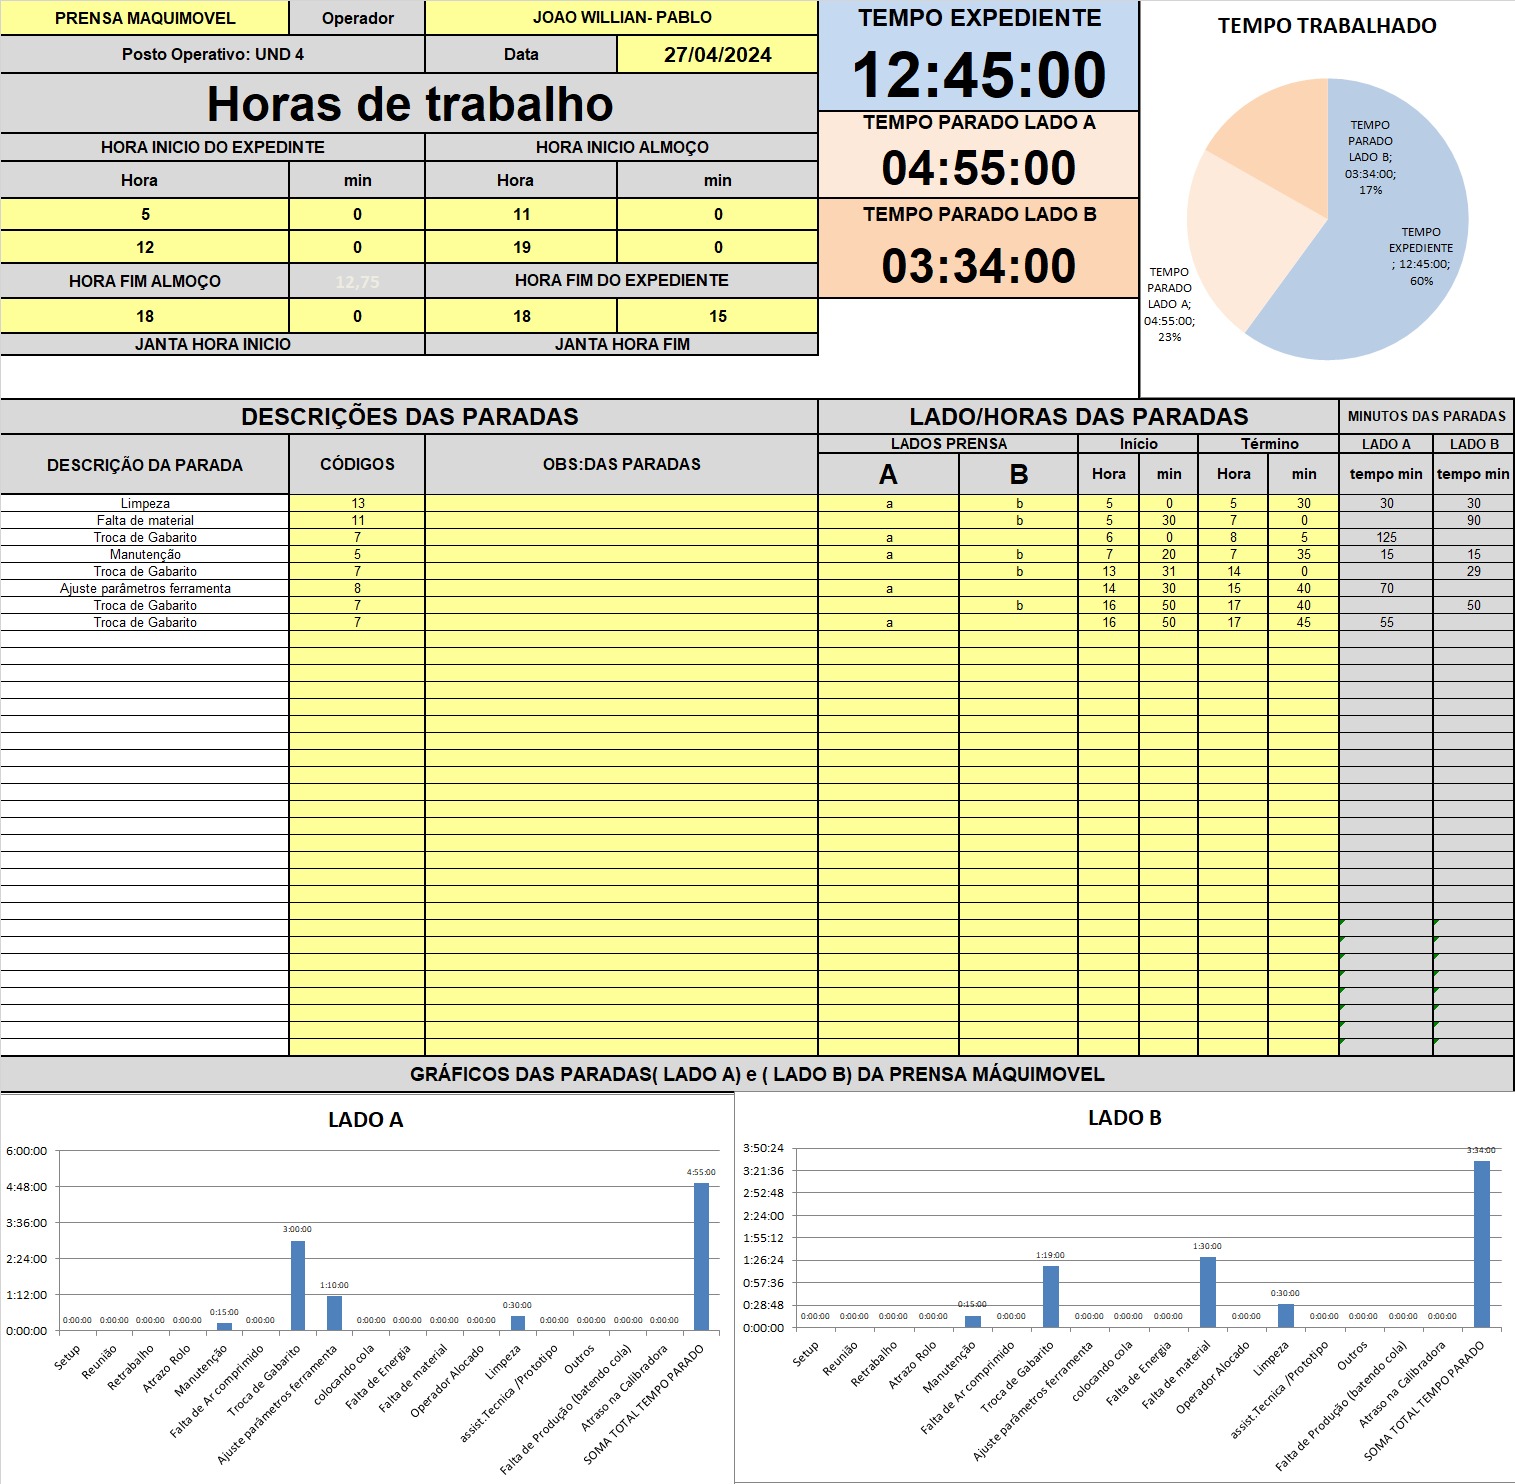 PRENSA MAQUIMOVEL Operador JOAO WILLIAN- PABLO
Posto Operativo: UND 4 Data 27/04/2024
Horas de trabalho
HORA INICIO DO EXPEDINTE HORA INICIO ALMOÇO
Hora min Hora min
5 0 11 0
12 0 19 0
HORA FIM ALMOÇO 12,75 HORA FIM DO EXPEDIENTE
18 0 18 15
JANTA HORA INICIO JANTA HORA FIM
TEMPO EXPEDIENTE
12:45:00
TEMPO PARADO LADO A
04:55:00
TEMPO PARADO LADO B
03:34:00
TEMPO TRABALHADO
TEMPO
PARADO
LADO B;
03:34:00;
17%
TEMPO
EXPEDIENTE
; 12:45:00;
60%
TEMPO
PARADO
LADO A;
04:55:00;
23%
DESCRIÇÕES DAS PARADAS LADO/HORAS DAS PARADAS MINUTOS DAS PARADAS
DESCRIÇÃO DA PARADA CÓDIGOS OBS:DAS PARADAS
LADOS PRENSA Início Término LADO A LADO B
A B Hora min Hora min tempo min tempo min
Limpeza 13 a b 5 0 5 30 30 30
Falta de material 11 b 5 30 7 0 90
Troca de Gabarito 7 a 6 0 8 5 125
Manutenção 5 a b 7 20 7 35 15 15
Troca de Gabarito 7 b 13 31 14 0 29
Ajuste parâmetros ferramenta 8 a 14 30 15 40 70
Troca de Gabarito 7 b 16 50 17 40 50
Troca de Gabarito 7 a 16 50 17 45 55
GRÁFICOS DAS PARADAS( LADO A) e ( LADO B) DA PRENSA MÁQUIMOVEL
LADO A
6:00:00
4:48:00
3:36:00
2:24:00
1:12:00
0:00:00
0:00:00 0:00:00 0:00:00 0:00:00 0:15:00 0:00:00 3:00:00 1:10:00 0:00:00 0:00:00 0:00:00 0:00:00 0:30:00 0:00:00 0:00:00 0:00:00 0:00:00 4:55:00
Setup
Reunião
Retrabalho
Atrazo Rolo
Manutenção
Falta de Ar comprimido
Troca de Gabarito
Ajuste parâmetros ferramenta
colocando cola
Falta de Energia
Falta de material
Operador Alocado
Limpeza
assist.Tecnica /Prototipo
Outros
Falta de Produção (batendo cola)
Atraso na Calibradora
SOMA TOTAL TEMPO PARADO
LADO B
3:50:24
3:21:36
2:52:48
2:24:00
1:55:12
1:26:24
0:57:36
0:28:48
0:00:00
0:00:00 0:00:00 0:00:00 0:00:00 0:15:00 0:00:00 1:19:00 0:00:00 0:00:00 0:00:00 1:30:00 0:00:00 0:30:00 0:00:00 0:00:00 0:00:00 0:00:00 3:34:00
Setup
Reunião
Retrabalho
Atrazo Rolo
Manutenção
Falta de Ar comprimido
Troca de Gabarito
Ajuste parâmetros ferramenta
colocando cola
Falta de Energia
Falta de material
Operador Alocado
Limpeza
assist.Tecnica /Prototipo
Outros
Falta de Produção (batendo cola)
Atraso na Calibradora
SOMA TOTAL TEMPO PARADO